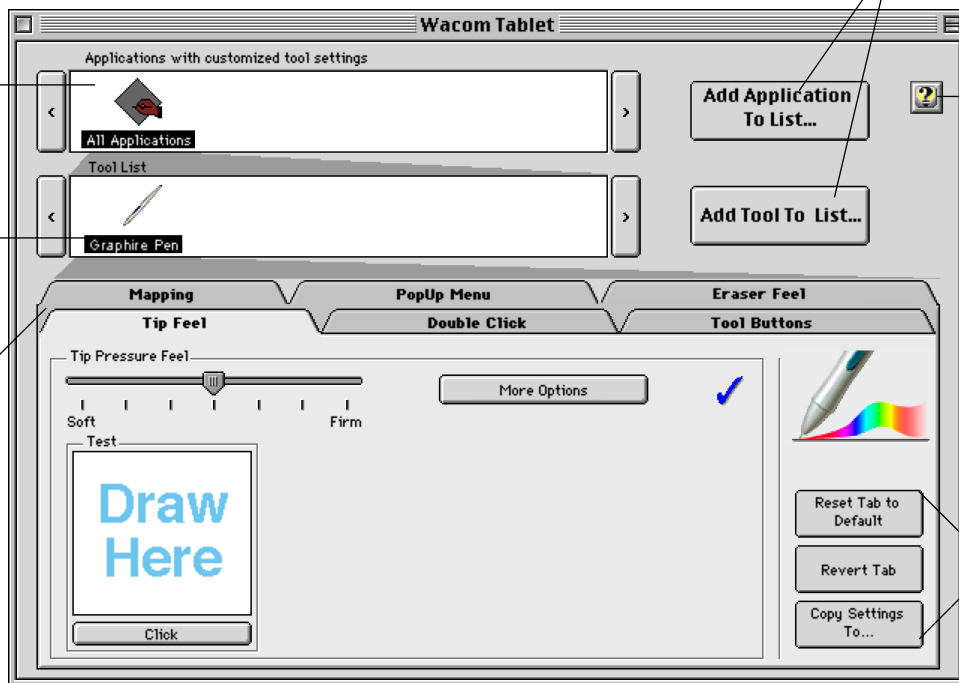 Wacom Tablet
Applications with customized tool settings
<
All Applications
>
Add Application
To List...
?
Tool List
<
Graphire Pen
>
Add Tool To List...
Mapping
PopUp Menu
Eraser Feel
Tip Feel
Double Click
Tool Buttons
Tip Pressure Feel
Soft
Firm
More Options
Test
Draw
Here
Click
Reset Tab to
Default
Revert Tab
Copy Settings
To...